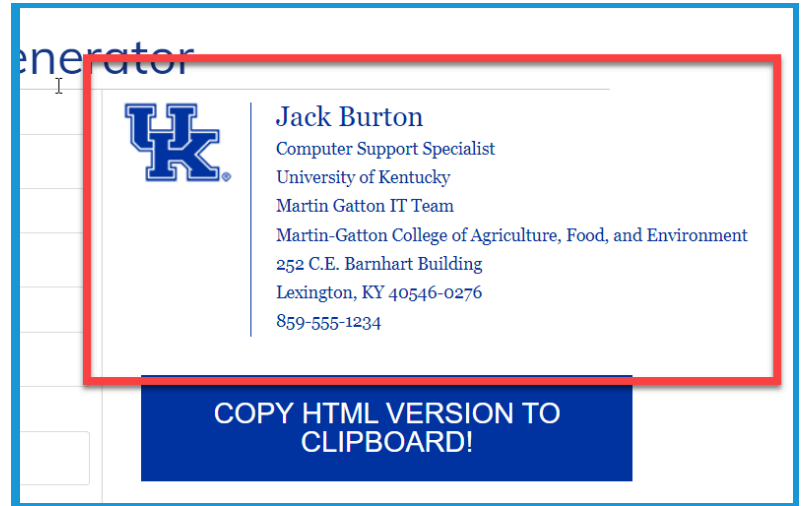 enerator
UK®
Jack Burton
Computer Support Specialist
University of Kentucky
Martin Gatton IT Team
Martin-Gatton College of Agriculture, Food, and Environment
252 C.E. Barnhart Building
Lexington, KY 40546-0276
859-555-1234
COPY HTML VERSION TO
CLIPBOARD!